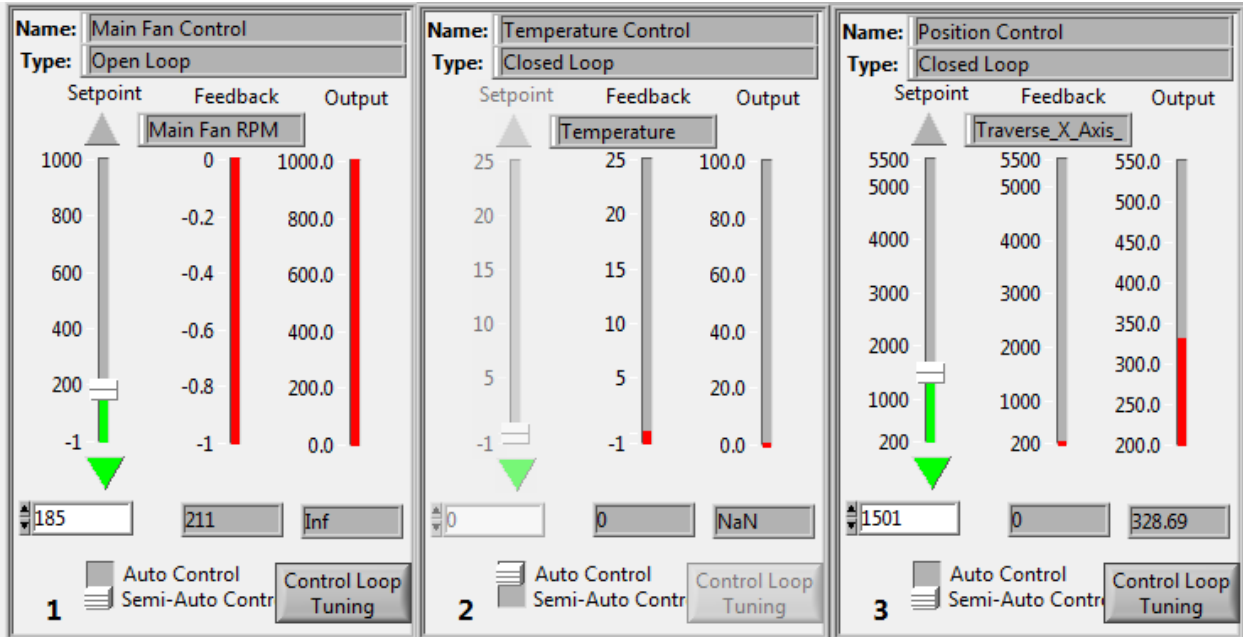 Name: Main Fan Control
Type: Open Loop
Setpoint Feedback Output
Main Fan RPM
1000 0 1000.0
800 -0.2 800.0
600 -0.4 600.0
400 -0.6 400.0
200 -0.8 200.0
-1 -1 0.0
185 211 Inf
Auto Control
Semi-Auto Contr
Control Loop
Tuning
1
Name: Temperature Control
Type: Closed Loop
Setpoint Feedback Output
Temperature
25 25 100.0
20 20 80.0
15 15 60.0
10 10 40.0
5 5 20.0
-1 -1 0.0
0 0 NaN
Auto Control
Semi-Auto Contr
Control Loop
Tuning
2
Name: Position Control
Type: Closed Loop
Setpoint Feedback Output
Traverse_X_Axis_
5500 5500 550.0
5000 5000 500.0
4000 4000 450.0
3000 3000 400.0
2000 2000 350.0
1000 1000 300.0
200 200 250.0
200.0
1501 0 328.69
Auto Control
Semi-Auto Contr
Control Loop
Tuning
3